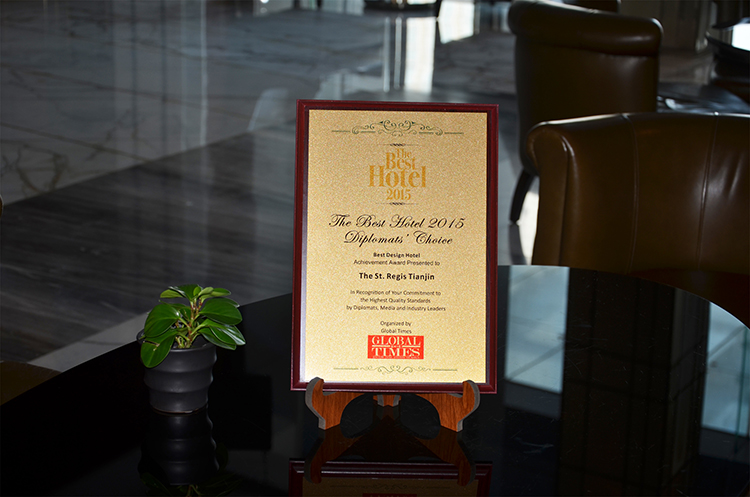 The
Best
Hotel
2015
The Best Hotel 2015
Diplomats' Choice
Best Design Hotel
Achievement Award Presented to
The St. Regis Tianjin
In Recognition of Your Commitment to
the Highest Quality Standards
by Diplomats, Media and Industry Leaders
Organized by
Global Times
GLOBAL
TIMES